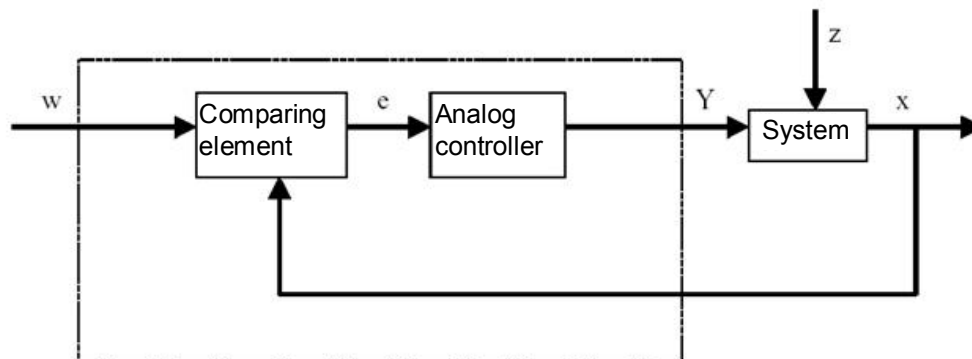 z
w
e
Y
x
Comparing
element
Analog
controller
System